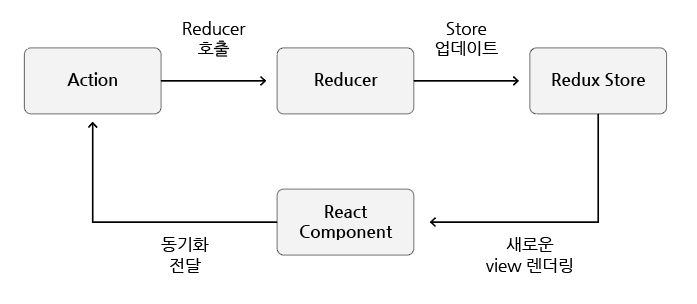 Reducer
호출
Store
업데이트
Action
Reducer
Redux Store
React
Component
동기화
전달
새로운
view 렌더링